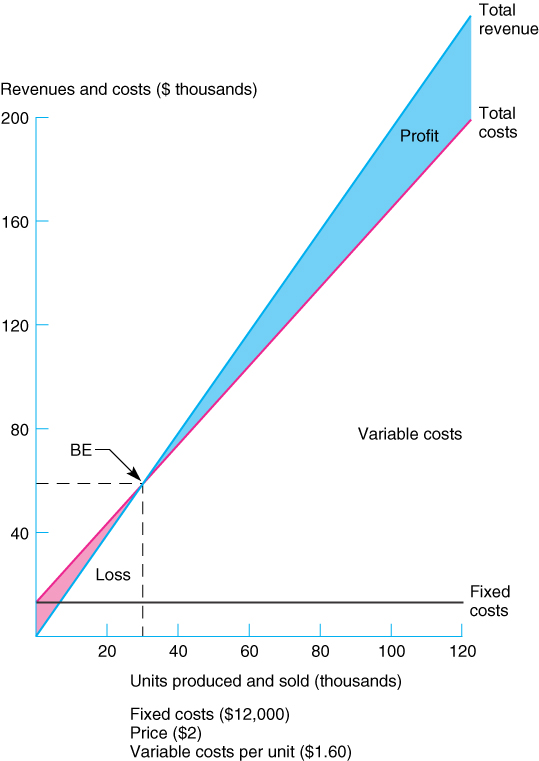 Total
revenue
Revenues and costs ($ thousands)
200
Total
costs
Profit
160
120
80
Variable costs
BE
40
Loss
Fixed
costs
20
40
60
80
100
120
Units produced and sold (thousands)
Fixed costs ($12,000)
Price ($2)
Variable costs per unit ($1.60)